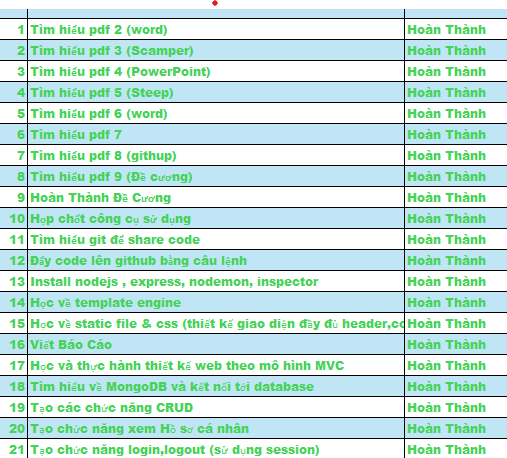 1 Tìm hiểu pdf 2 (word) Hoàn Thành
2 Tìm hiểu pdf 3 (Scamper) Hoàn Thành
3 Tìm hiểu pdf 4 (PowerPoint) Hoàn Thành
4 Tìm hiểu pdf 5 (Steep) Hoàn Thành
5 Tìm hiểu pdf 6 (word) Hoàn Thành
6 Tìm hiểu pdf 7 Hoàn Thành
7 Tìm hiểu pdf 8 (githup) Hoàn Thành
8 Tìm hiểu pdf 9 (Đề cương) Hoàn Thành
9 Hoàn Thành Đề Cương Hoàn Thành
10 Họp chốt công cụ sử dụng Hoàn Thành
11 Tìm hiểu git để share code Hoàn Thành
12 Đẩy code lên github bằng câu lệnh Hoàn Thành
13 Install nodejs , express, nodemon, inspector Hoàn Thành
14 Học về template engine Hoàn Thành
15 Học về static file & css (thiết kế giao diện đầy đủ header,co Hoàn Thành
16 Viết Báo Cáo Hoàn Thành
17 Học và thực hành thiết kế web theo mô hình MVC Hoàn Thành
18 Tìm hiểu về MongoDB và kết nối tới database Hoàn Thành
19 Tạo các chức năng CRUD Hoàn Thành
20 Tạo chức năng xem Hồ sơ cá nhân Hoàn Thành
21 Tạo chức năng login,logout (sử dụng session) Hoàn Thành